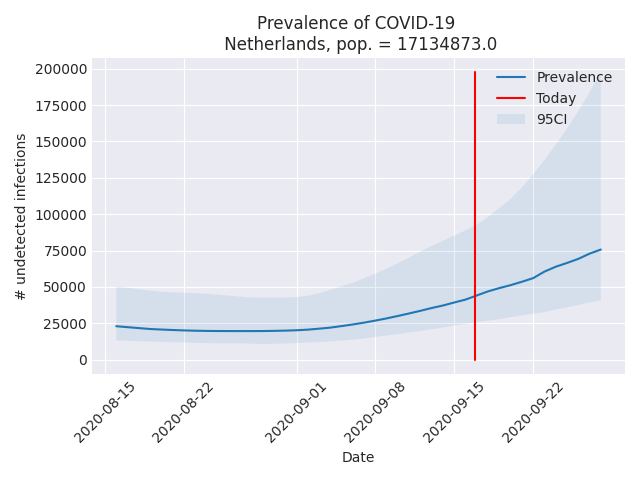 Prevalence of COVID-19
Netherlands, pop. = 17134873.0
200000
175000
150000
125000
100000
75000
50000
25000
0
# undetected infections
Prevalence
Today
95CI
2020-08-15
2020-08-22
2020-09-01
2020-09-08
2020-09-15
2020-09-22
Date